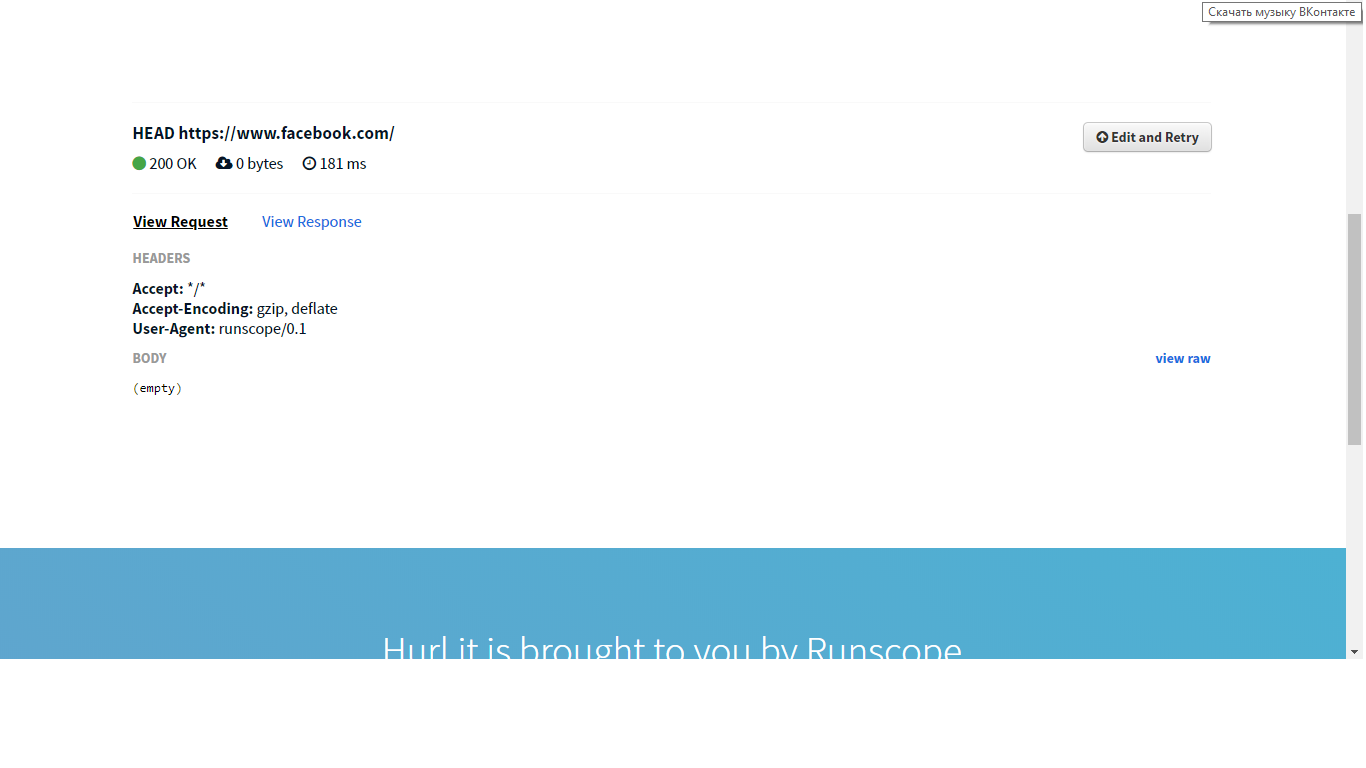 Скачать музыку ВКонтакте
HEAD https://www.facebook.com/
Edit and Retry
200 OK 0 bytes 181 ms
View Request View Response
HEADERS
Accept: */*
Accept-Encoding: gzip, deflate
User-Agent: runscope/0.1
BODY
view raw
(empty)
Hurl.it is brought to you by Runscope